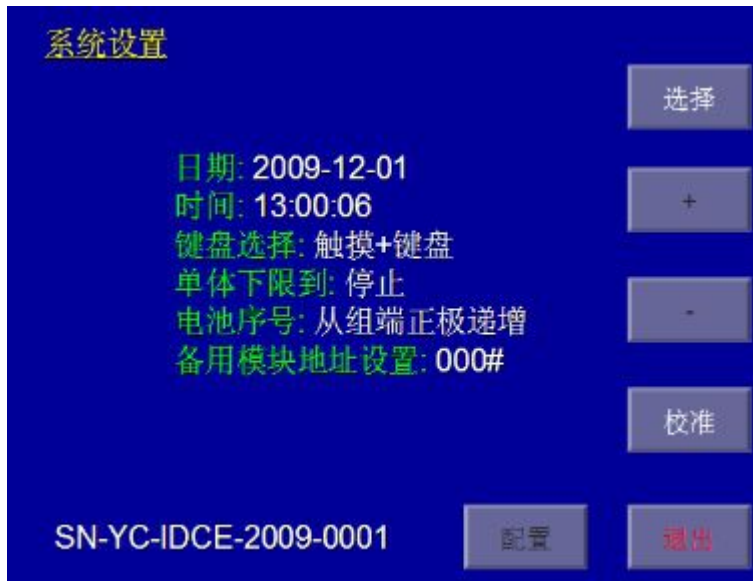 系统设置
选择
日期: 2009-12-01
时间: 13:00:06
+
键盘选择: 触摸+键盘
单体下限到: 停止
电池序号: 从组端正极递增
-
备用模块地址设置: 000#
校准
SN-YC-IDCE-2009-0001
配置
退出